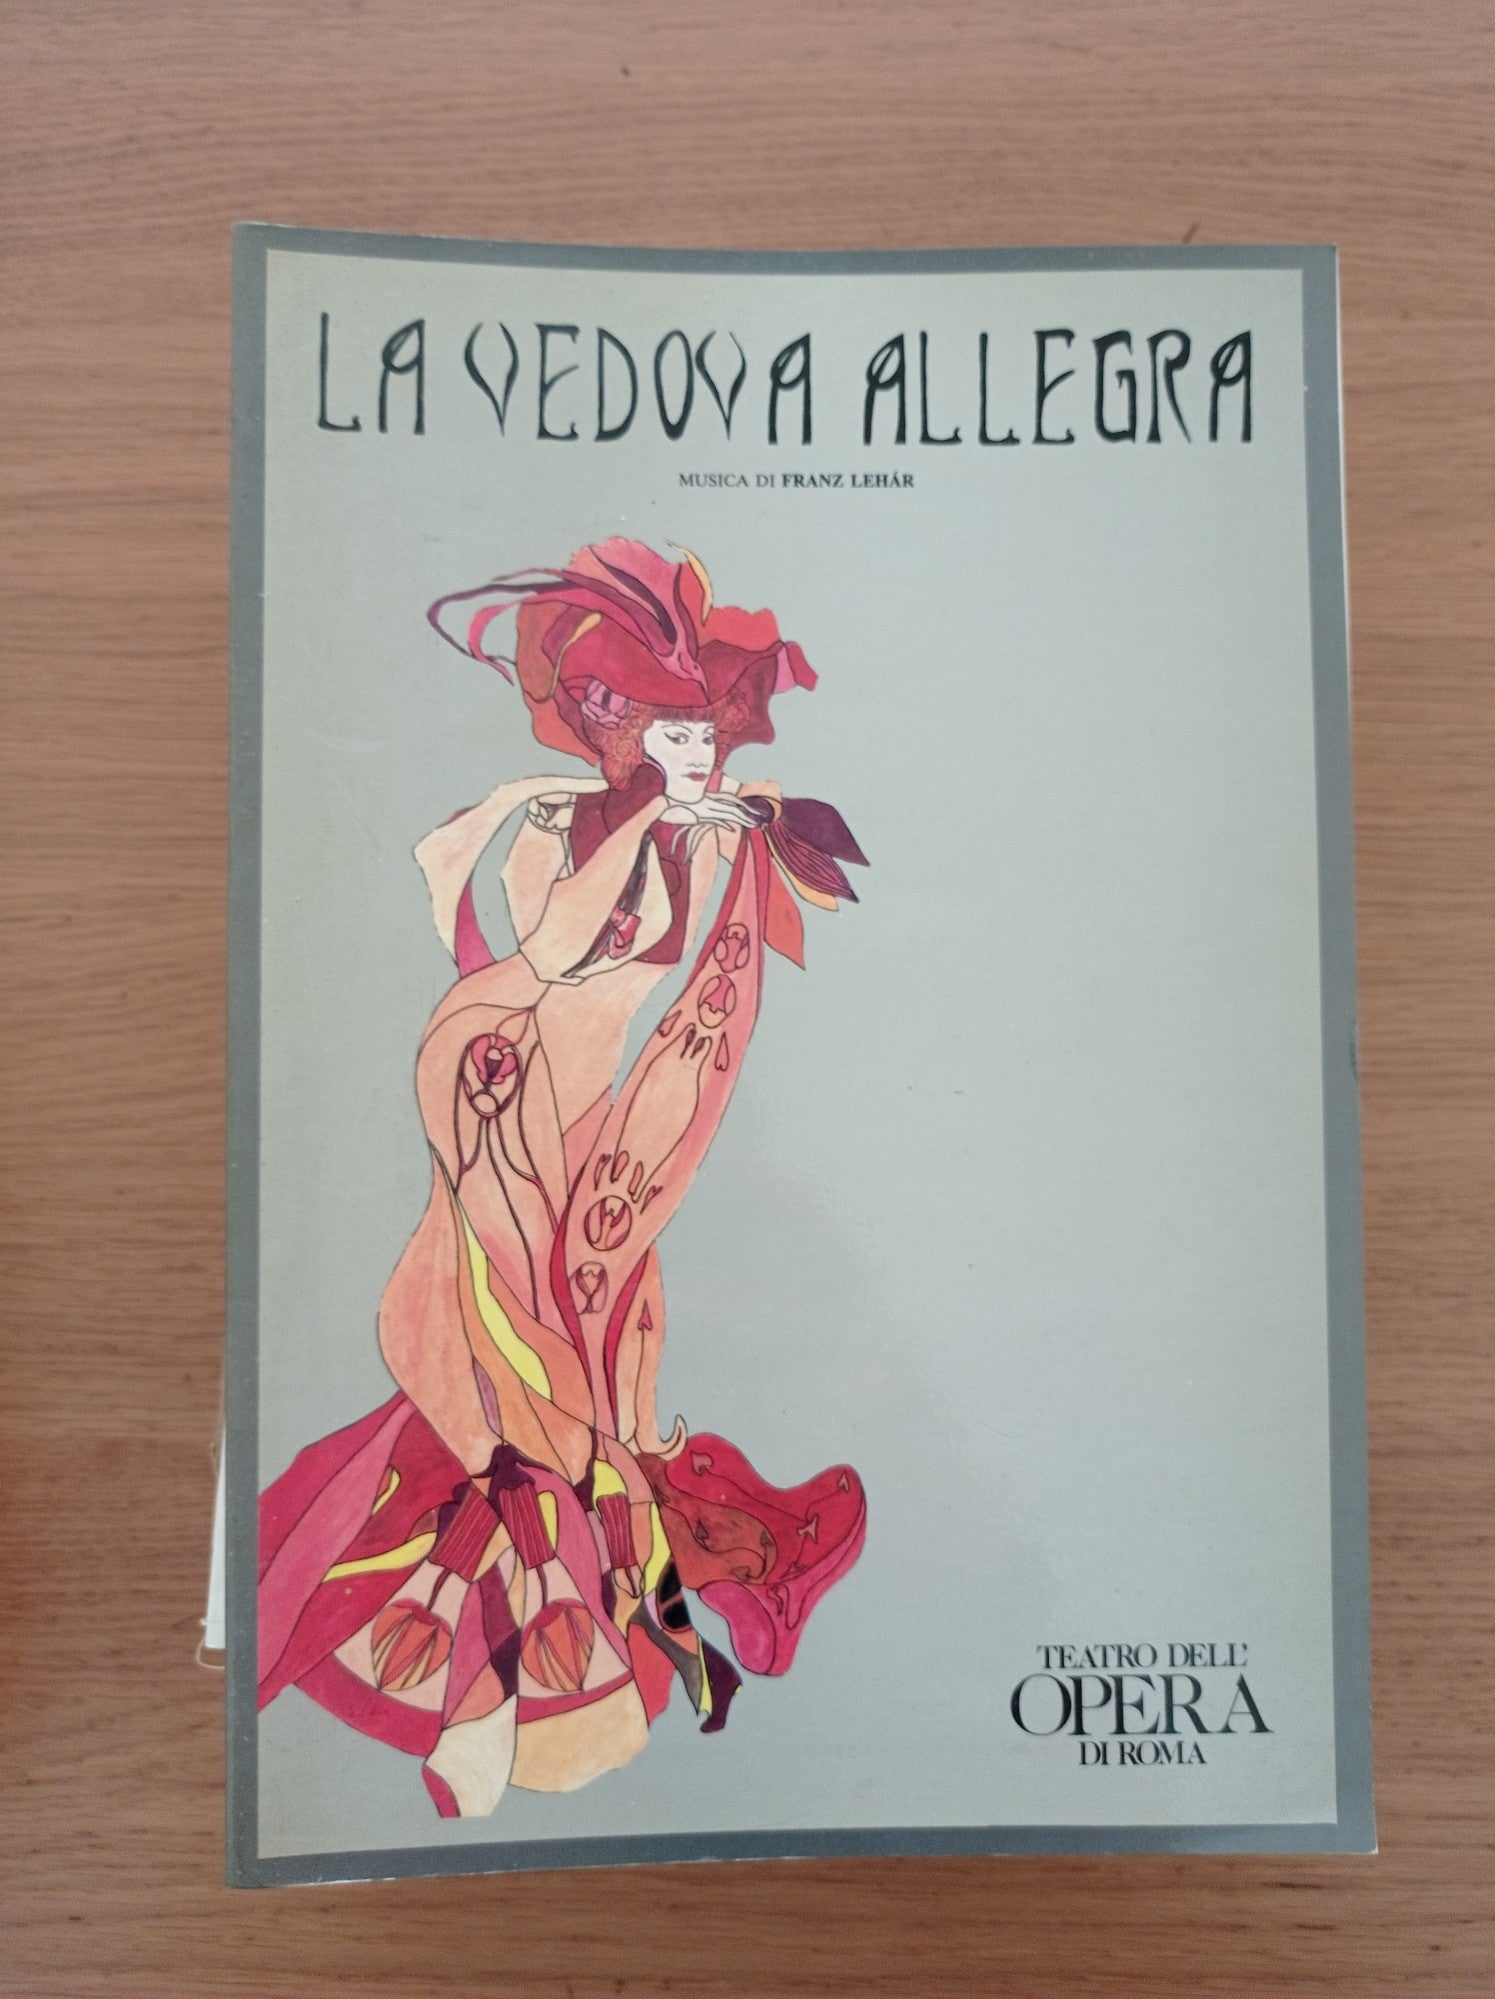 LA VEDOVA ALLEGRA
MUSICA DI FRANZ LEHÁR
TEATRO DELL'
OPERA
DI ROMA